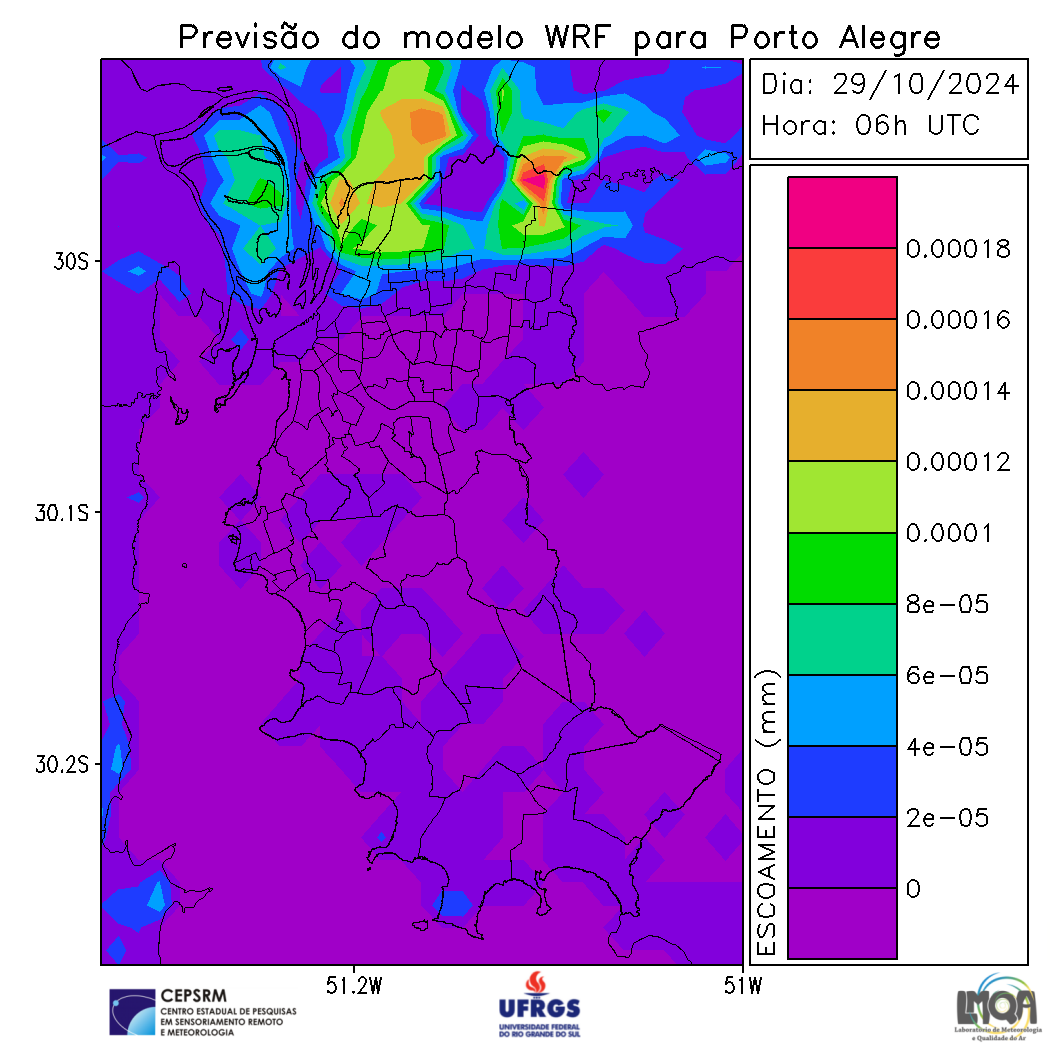 Previsão do modelo WRF para Porto Alegre
Dia: 29/10/2024
Hora: 06h UTC
30S
30.1S
30.2S
51.2W
51W
ESCOAMENTO (mm)
0.00018
0.00016
0.00014
0.00012
0.0001
8e-05
6e-05
4e-05
2e-05
0
CEPSRM
CENTRO ESTADUAL DE PESQUISAS
EM SENSORIAMENTO REMOTO
E METEOROLOGIA
UFRGS
UNIVERSIDADE FEDERAL
DO RIO GRANDE DO SUL
LMQA
Laboratório de Meteorologia
e Qualidade do Ar